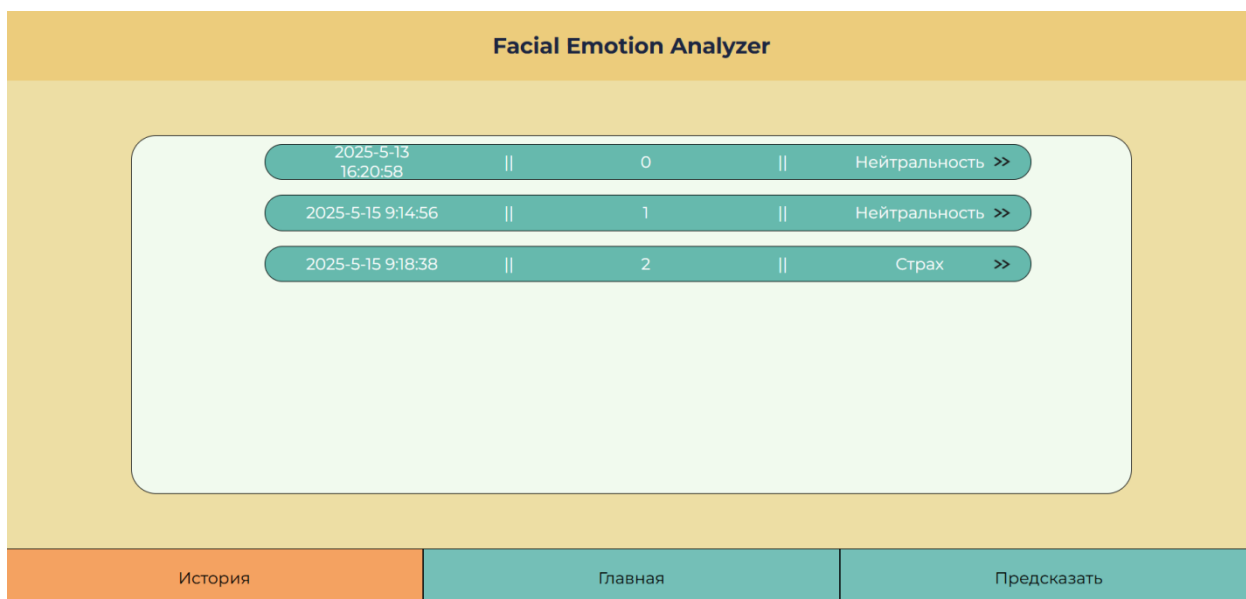 Facial Emotion Analyzer
2025-5-13
16:20:58 || 0 || Нейтральность >>
2025-5-15 9:14:56 || 1 || Нейтральность >>
2025-5-15 9:18:38 || 2 || Страх >>
История Главная Предсказать